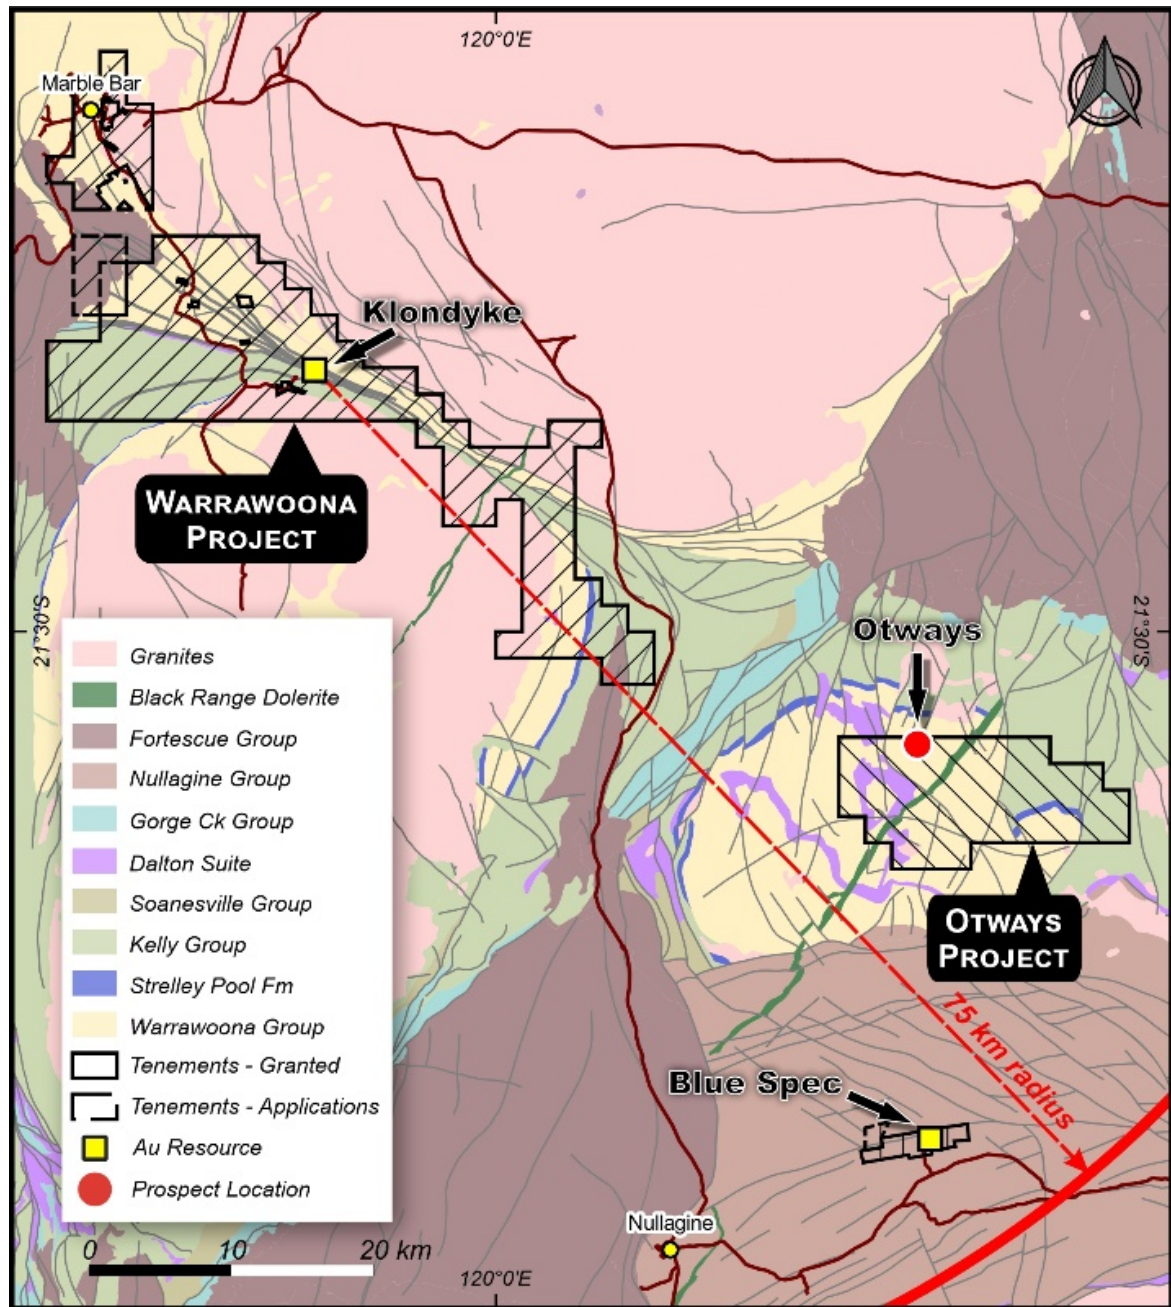 120°0'E
Marble Bar
Klondyke
WARRAWOONA
PROJECT
21°30'S
21°30'S
Otways
Granites
Black Range Dolerite
Fortescue Group
Nullagine Group
Gorge Ck Group
Dalton Suite
Soanesville Group
Kelly Group
Strelley Pool Fm
Warrawoona Group
Tenements - Granted
Tenements - Applications
Au Resource
Prospect Location
OTWAYS
PROJECT
75 km radius
Blue Spec
Nullagine
0 10 20 km
120°0'E